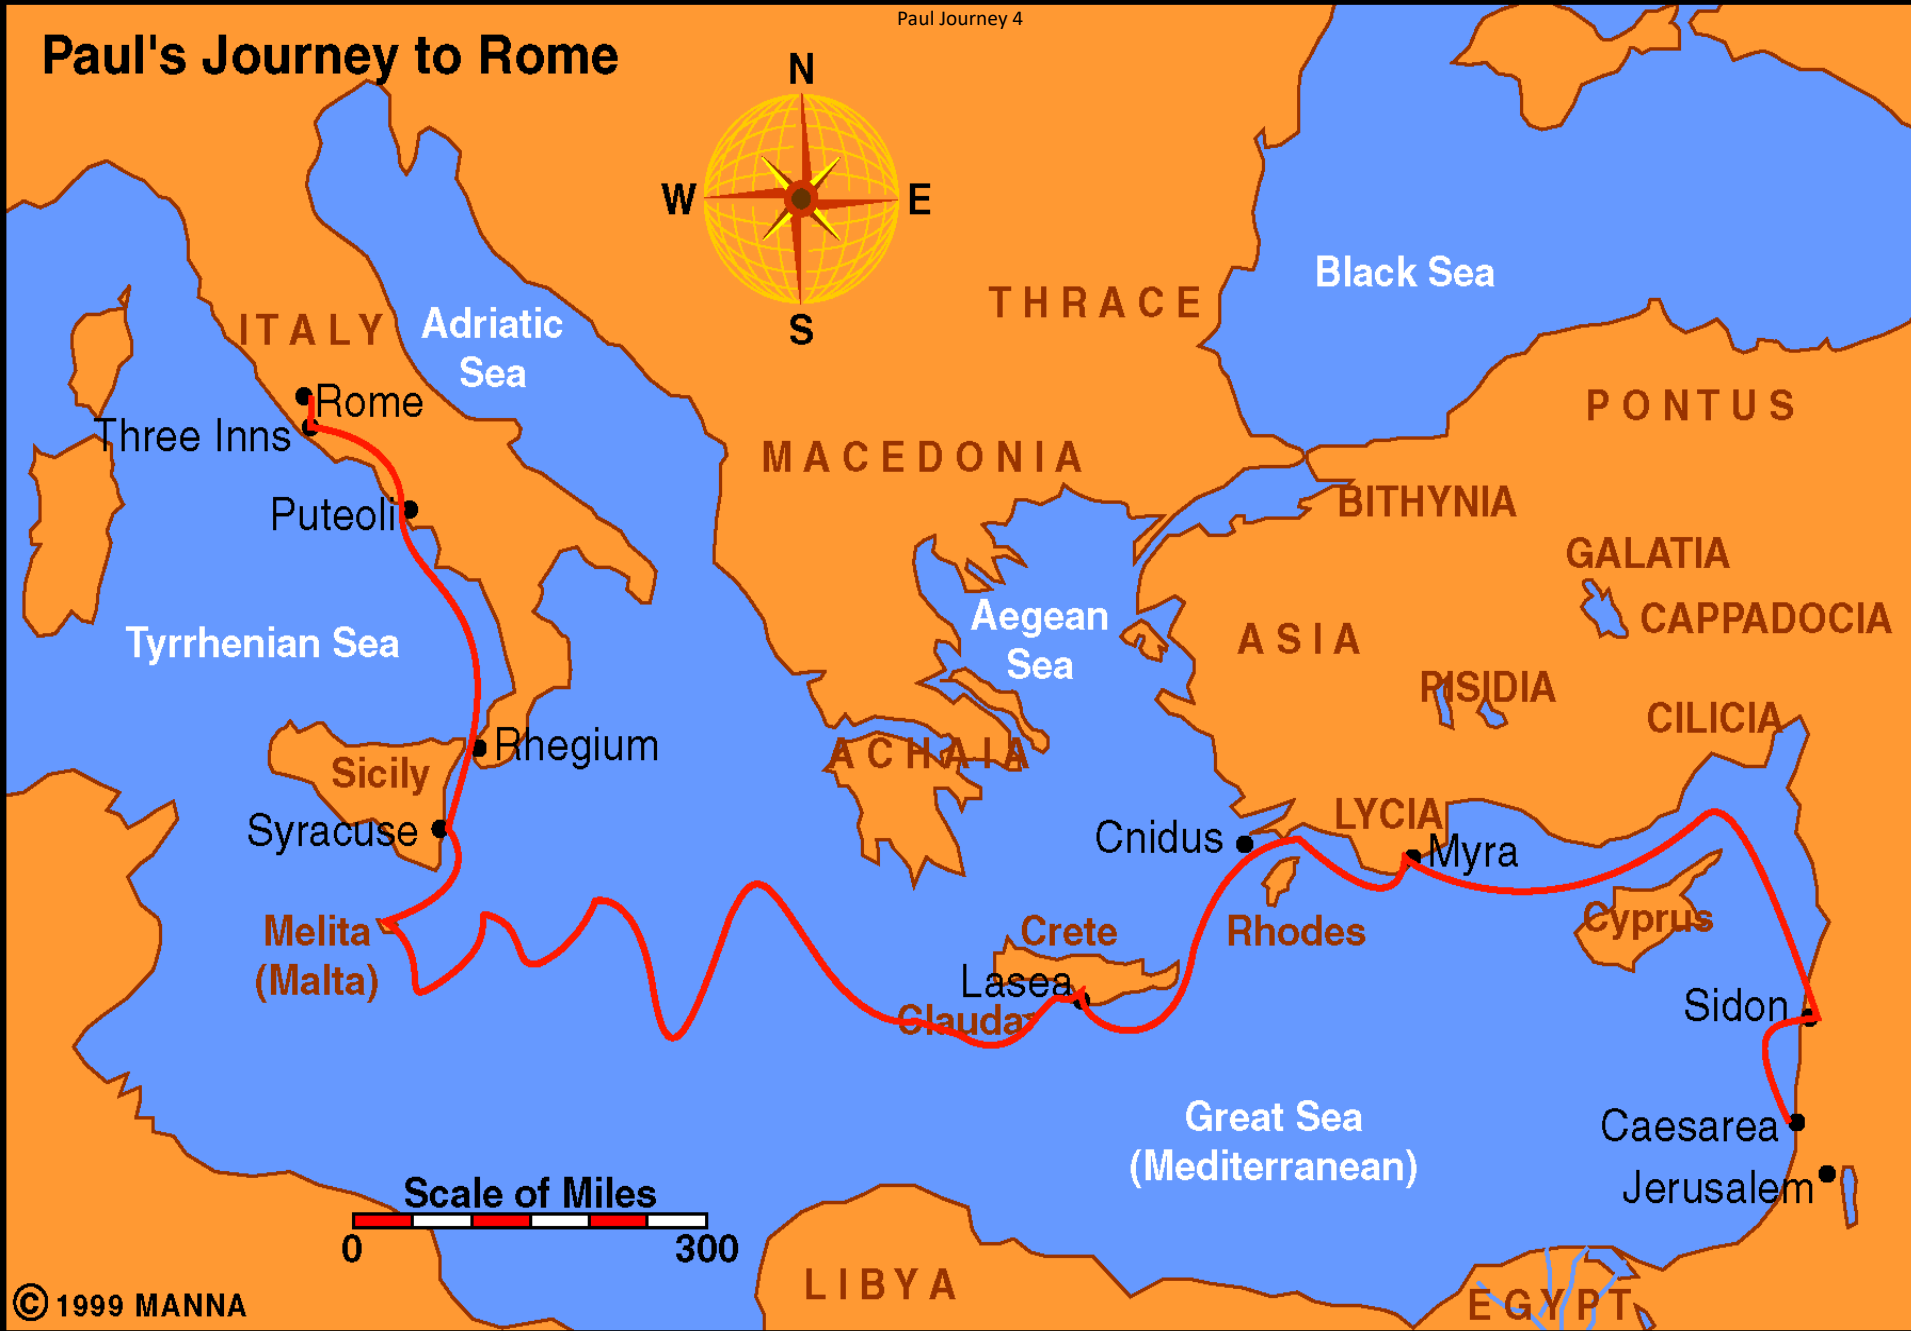 Paul Journey 4
Paul's Journey to Rome
N
W
E
S
Black Sea
THRACE
ITALY
Adriatic
Sea
Rome
Three Inns
PONTUS
MACEDONIA
BITHYNIA
Puteoli
GALATIA
CAPPADOCIA
Aegean
Sea
ASIA
Tyrrhenian Sea
PISIDIA
CILICIA
Rhegium
ACHAIA
Sicily
LYCIA
Syracuse
Cnidus
Myra
Melita
(Malta)
Crete
Rhodes
Cyprus
Lasea
Clauda
Sidon
Great Sea
(Mediterranean)
Caesarea
Jerusalem
Scale of Miles
0 300
LIBYA
EGYPT
© 1999 MANNA